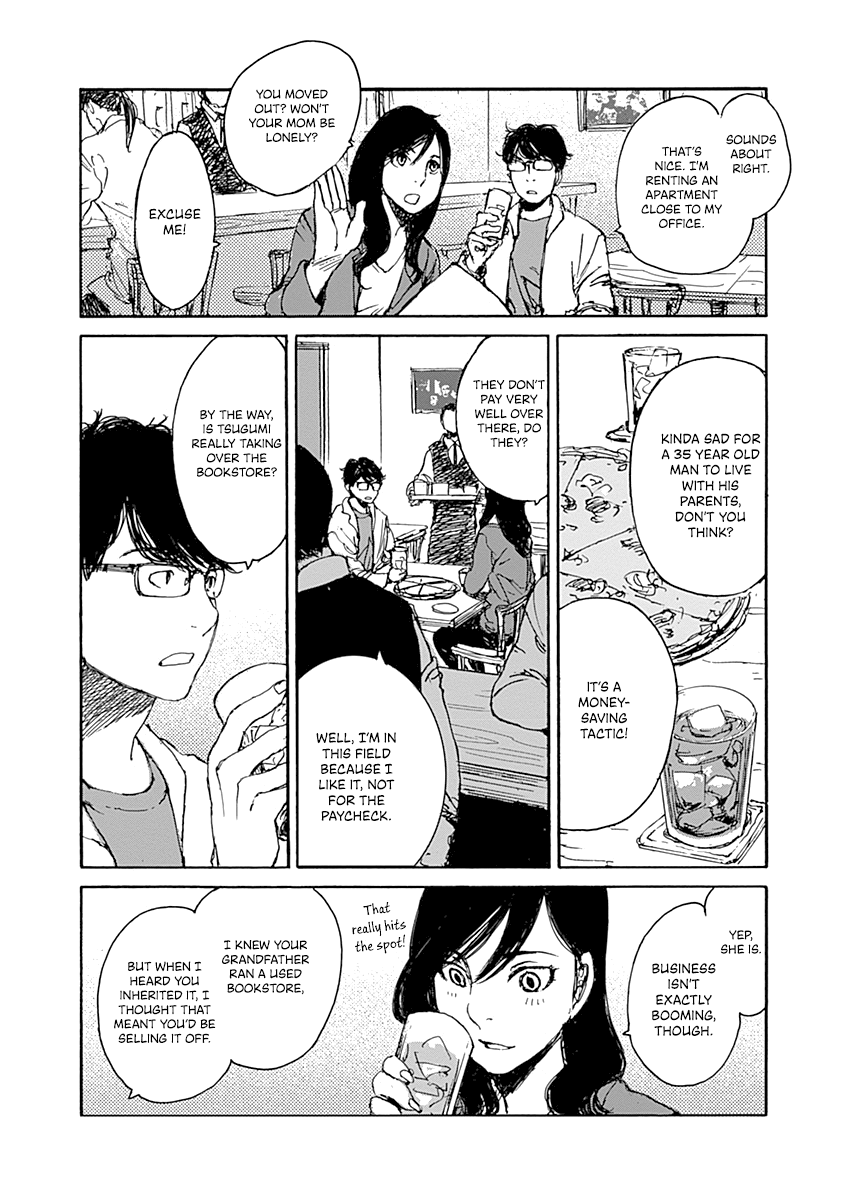 SOUNDS
ABOUT
RIGHT.
THAT'S
NICE. I'M
RENTING AN
APARTMENT
CLOSE TO MY
OFFICE.
YOU MOVED
OUT? WON'T
YOUR MOM BE
LONELY?
EXCUSE
ME!
KINDA SAD FOR
A 35 YEAR OLD
MAN TO LIVE
WITH HIS
PARENTS,
DON'T YOU
THINK?
IT'S A
MONEY-
SAVING
TACTIC!
THEY DON'T
PAY VERY
WELL OVER
THERE, DO
THEY?
WELL, I'M IN
THIS FIELD
BECAUSE I
LIKE IT, NOT
FOR THE
PAYCHECK.
BY THE WAY,
IS TSUGUMI
REALLY TAKING
OVER THE
BOOKSTORE?
YEP,
SHE IS.
BUSINESS
ISN'T
EXACTLY
BOOMING,
THOUGH.
That
really hits
the spot!
I KNEW YOUR
GRANDFATHER
RAN A USED
BOOKSTORE,
BUT WHEN I
HEARD YOU
INHERITED IT, I
THOUGHT THAT
MEANT YOU'D BE
SELLING IT OFF.